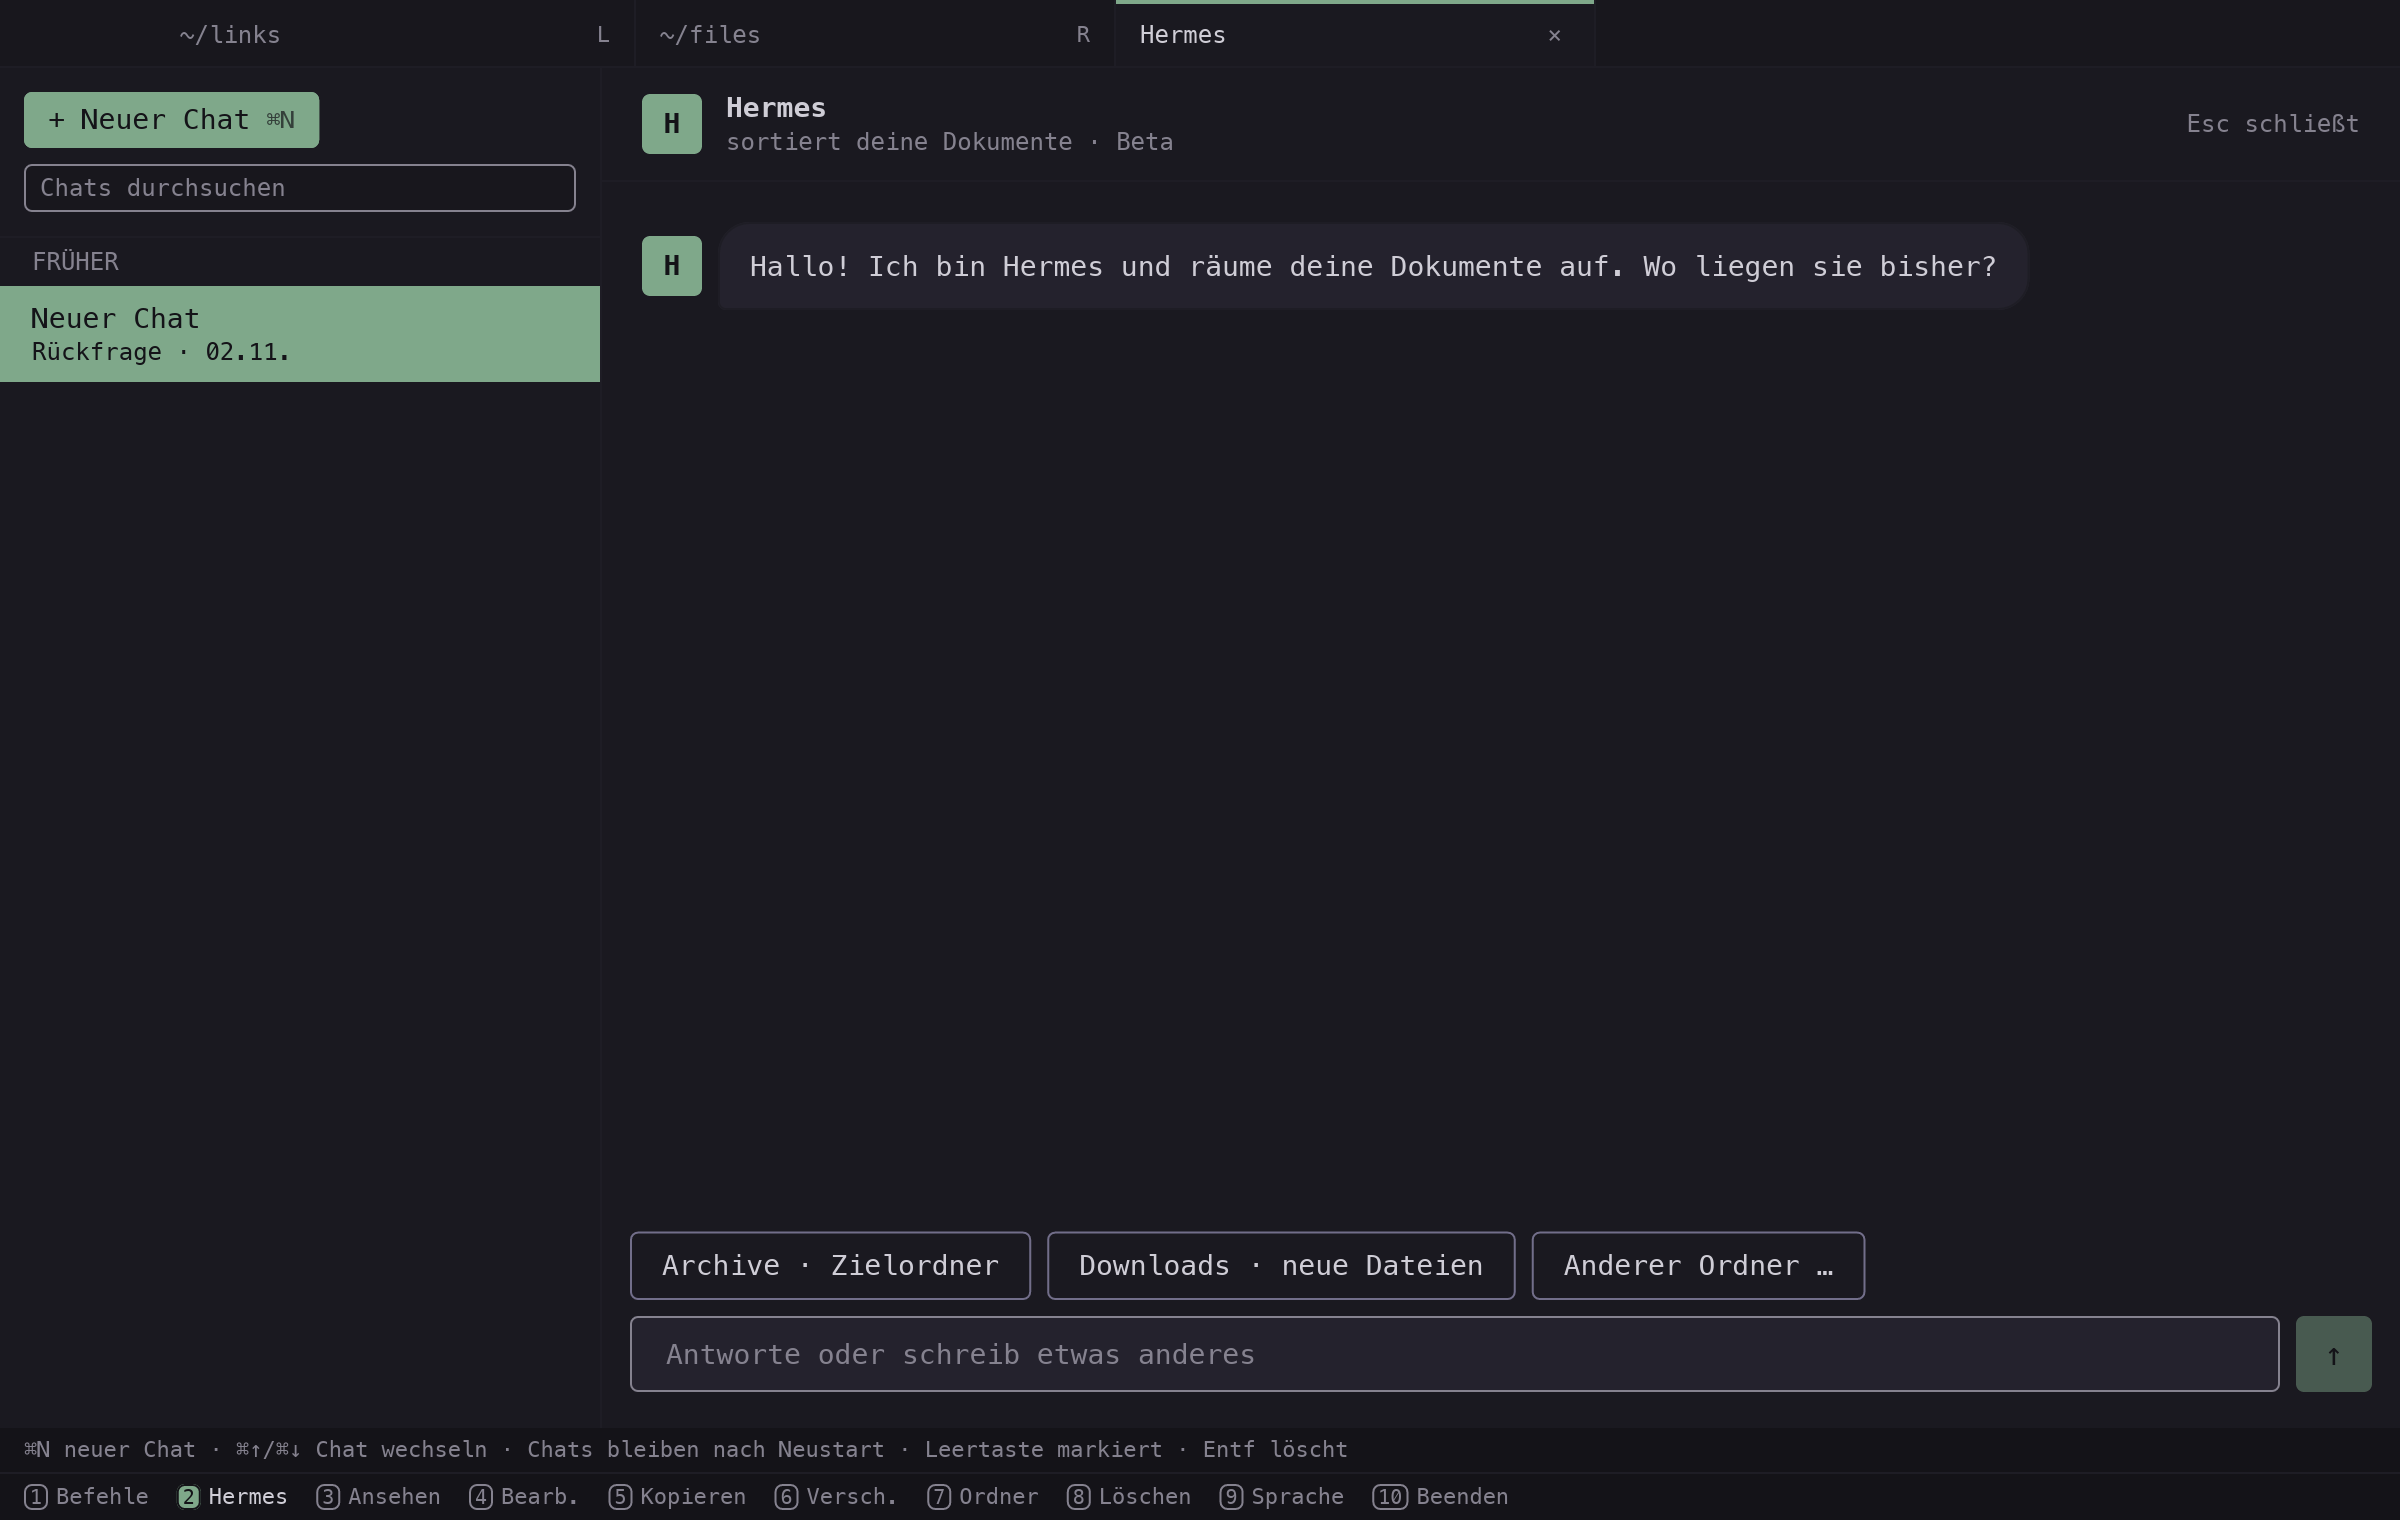 ~/links L ~/files R Hermes ×
+ Neuer Chat ⌘N
Chats durchsuchen
FRÜHER
Neuer Chat
Rückfrage · 02.11.
H
Hermes
sortiert deine Dokumente · Beta
Esc schließt
H
Hallo! Ich bin Hermes und räume deine Dokumente auf. Wo liegen sie bisher?
Archive · Zielordner
Downloads · neue Dateien
Anderer Ordner …
Antworte oder schreib etwas anderes
↑
⌘N neuer Chat · ⌘↑/⌘↓ Chat wechseln · Chats bleiben nach Neustart · Leertaste markiert · Entf löscht
1 Befehle 2 Hermes 3 Ansehen 4 Bearb. 5 Kopieren 6 Versch. 7 Ordner 8 Löschen 9 Sprache 10 Beenden